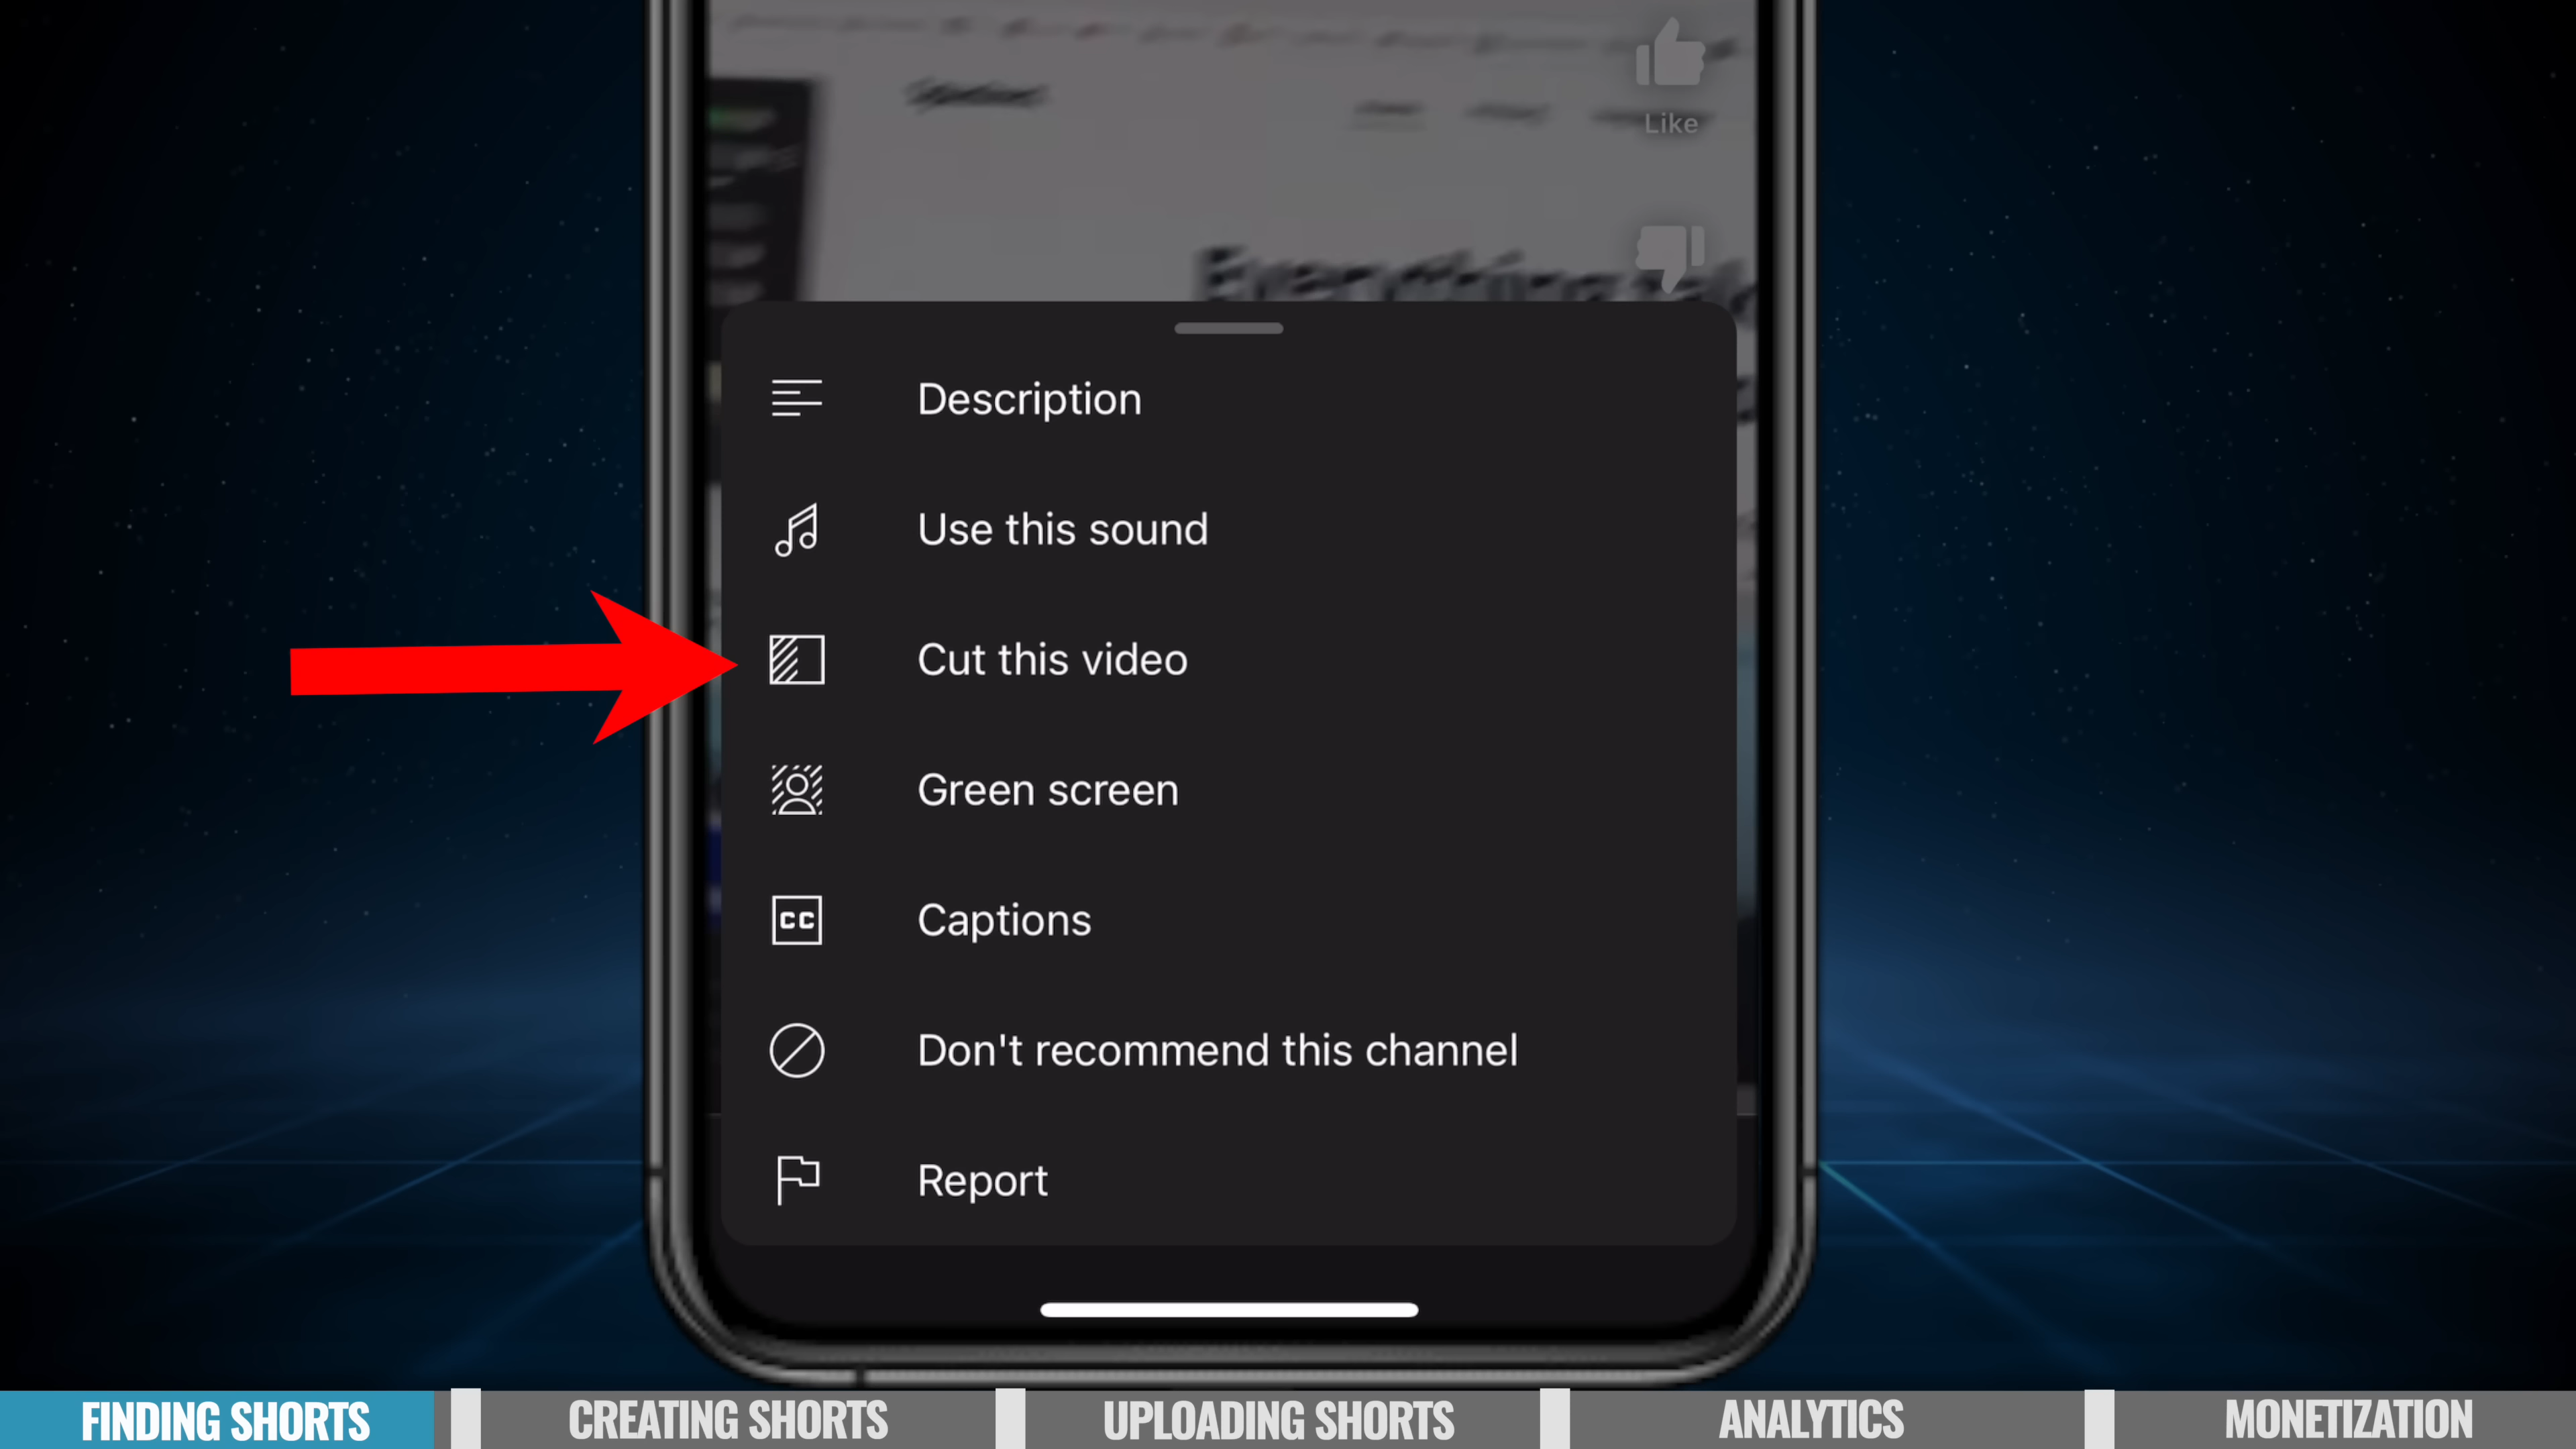 Like
Description
Use this sound
Cut this video
Green screen
CC
Captions
Don't recommend this channel
Report
FINDING SHORTS
CREATING SHORTS
UPLOADING SHORTS
ANALYTICS
MONETIZATION